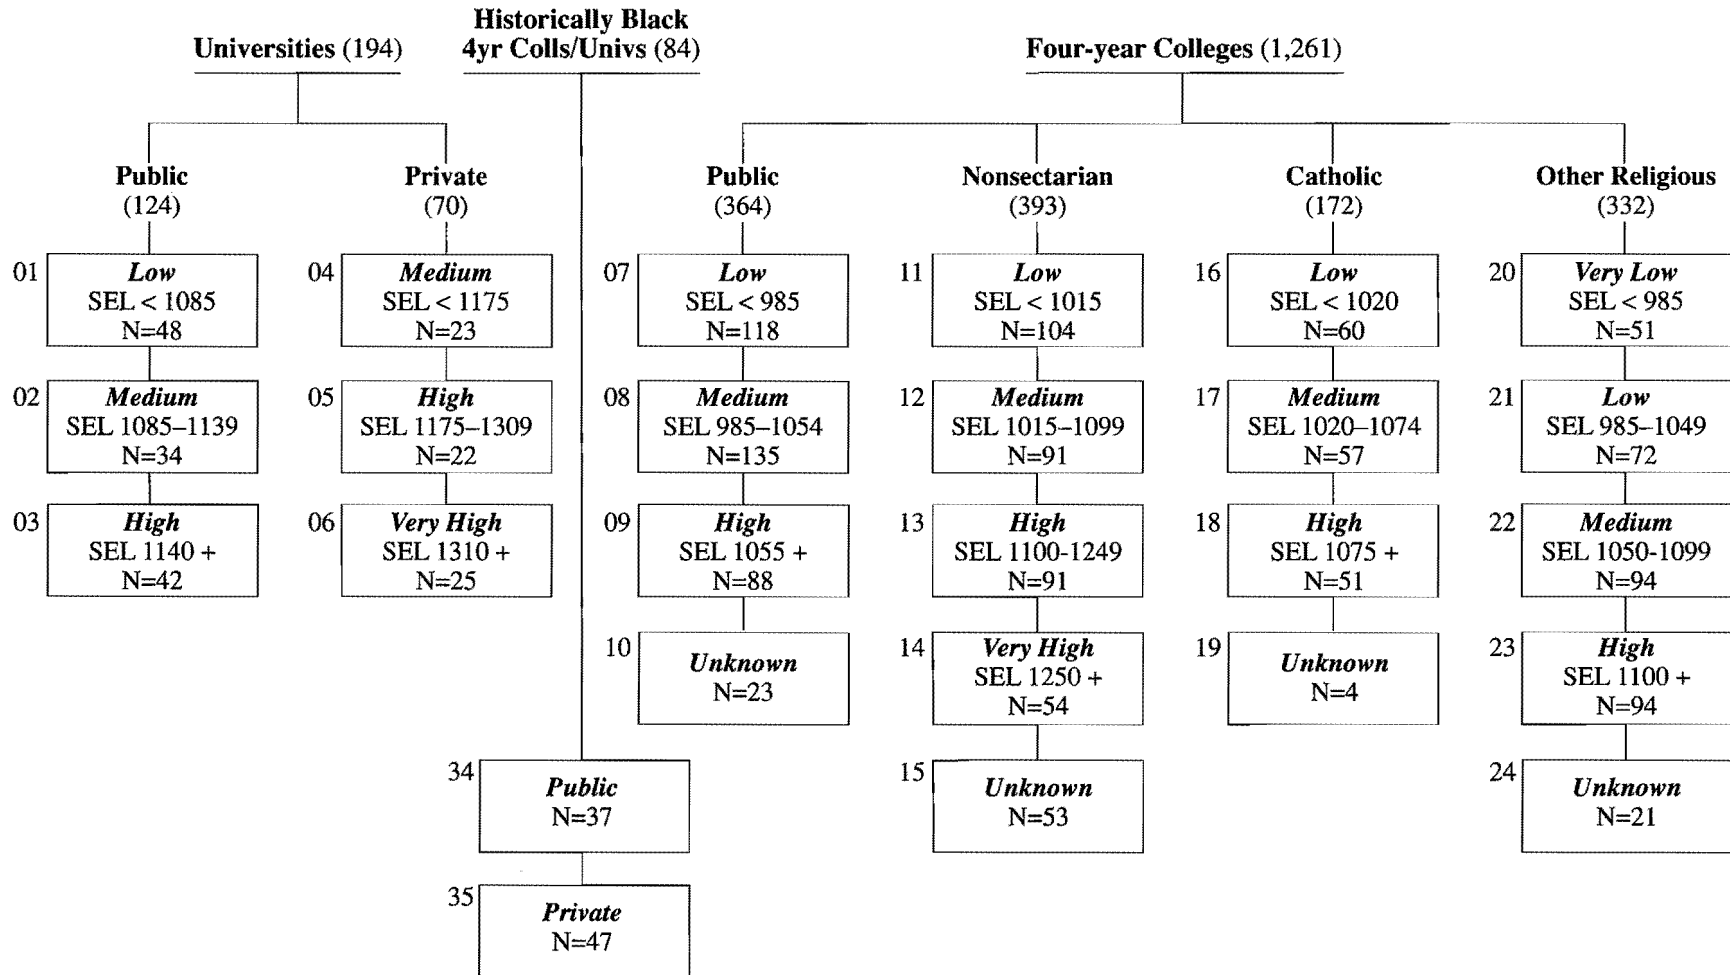 Universities (194)
Historically Black
4yr Colls/Univs (84)
Four-year Colleges (1,261)
Public
(124)
01
Low
SEL < 1085
N=48
02
Medium
SEL 1085–1139
N=34
03
High
SEL 1140 +
N=42
Private
(70)
04
Medium
SEL < 1175
N=23
05
High
SEL 1175–1309
N=22
06
Very High
SEL 1310 +
N=25
34
Public
N=37
35
Private
N=47
Public
(364)
07
Low
SEL < 985
N=118
08
Medium
SEL 985–1054
N=135
09
High
SEL 1055 +
N=88
10
Unknown
N=23
Nonsectarian
(393)
11
Low
SEL < 1015
N=104
12
Medium
SEL 1015–1099
N=91
13
High
SEL 1100-1249
N=91
14
Very High
SEL 1250 +
N=54
15
Unknown
N=53
Catholic
(172)
16
Low
SEL < 1020
N=60
17
Medium
SEL 1020–1074
N=57
18
High
SEL 1075 +
N=51
19
Unknown
N=4
Other Religious
(332)
20
Very Low
SEL < 985
N=51
21
Low
SEL 985–1049
N=72
22
Medium
SEL 1050-1099
N=94
23
High
SEL 1100 +
N=94
24
Unknown
N=21